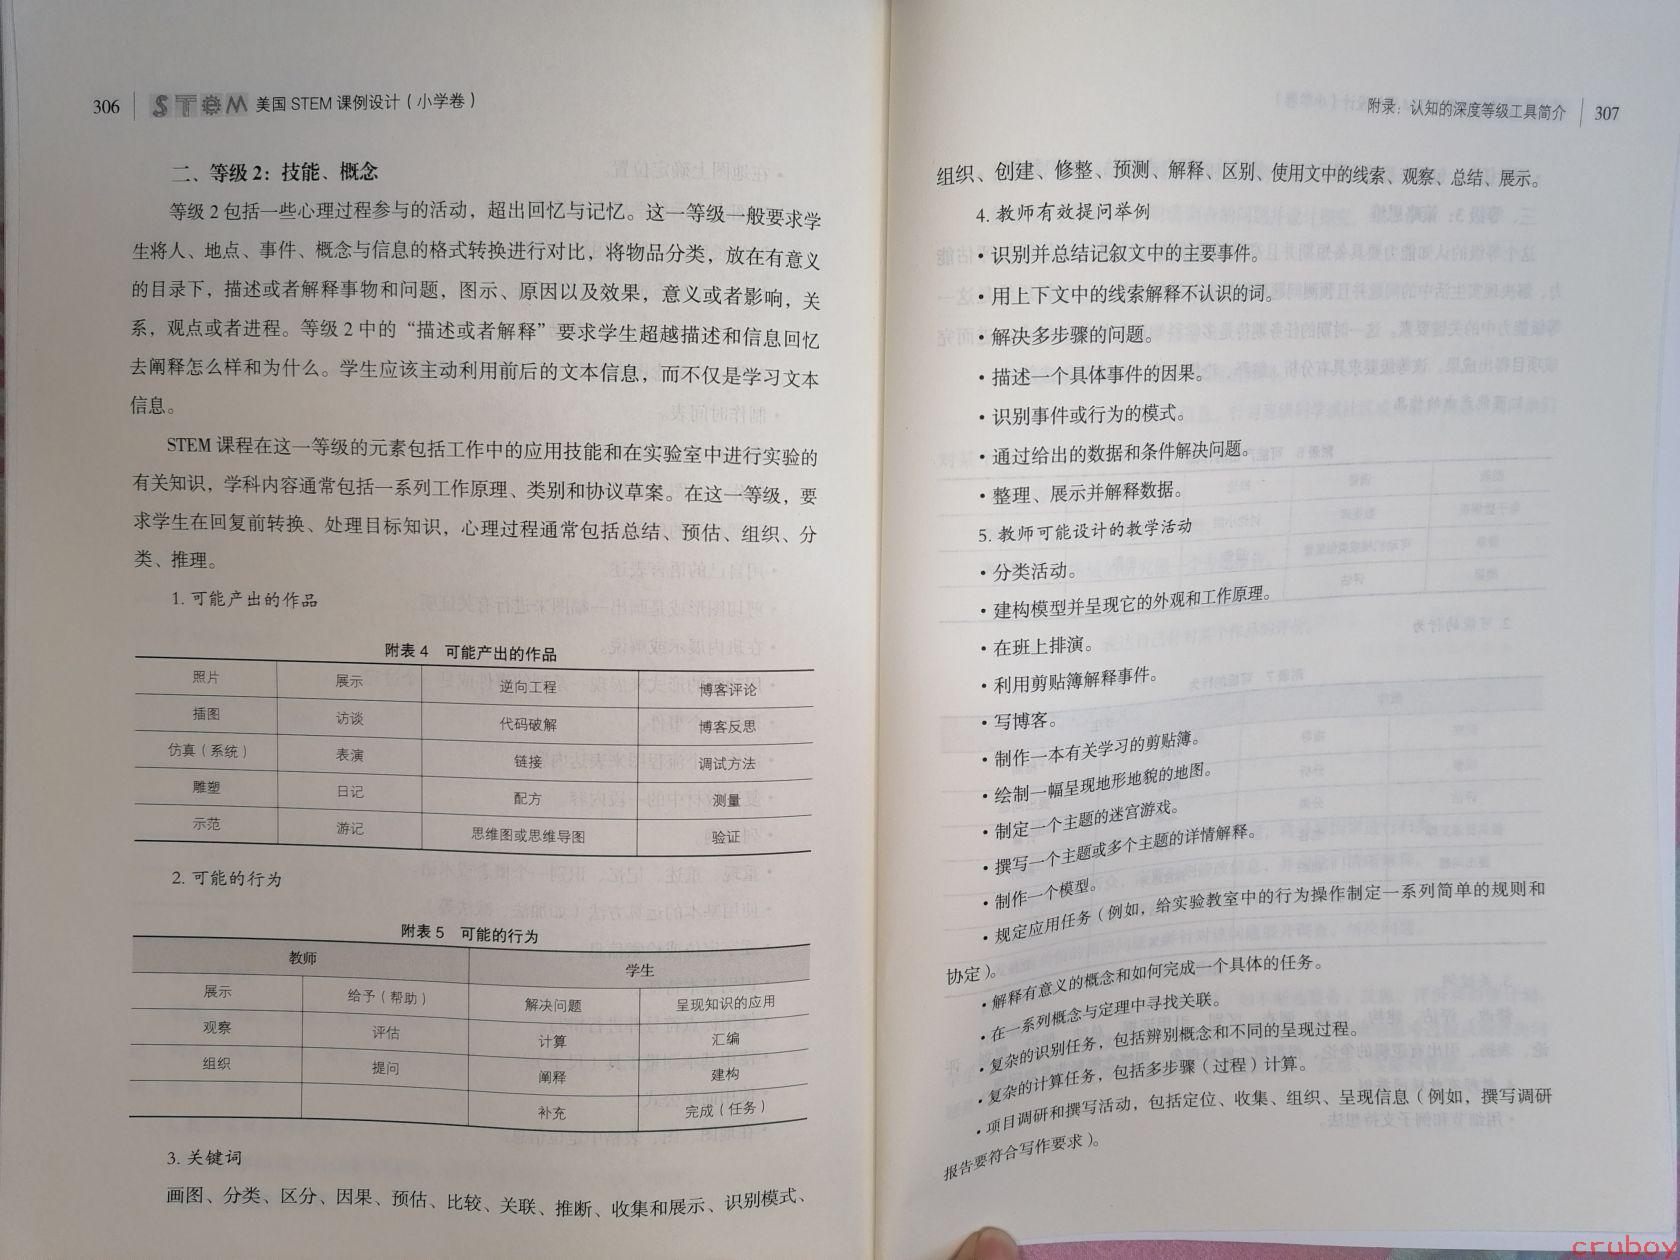 306 STEM 美国 STEM 课例设计（小学卷）
二、等级2：技能、概念
等级2包括一些心理过程参与的活动，超出回忆与记忆。这一等级一般要求学
生将人、地点、事件、概念与信息的格式转换进行对比，将物品分类，放在有意义
的目录下，描述或者解释事物和问题，图示、原因以及效果，意义或者影响，关
系，观点或者进程。等级2中的“描述或者解释”要求学生超越描述和信息回忆
去阐释怎么样和为什么。学生应该主动利用前后的文本信息，而不仅是学习文本
信息。
STEM 课程在这一等级的元素包括工作中的应用技能和在实验室中进行实验的
有关知识，学科内容通常包括一系列工作原理、类别和协议草案。在这一等级，要
求学生在回复前转换、处理目标知识，心理过程通常包括总结、预估、组织、分
类、推理。
1. 可能产出的作品
附表4 可能产出的作品
照片 展示 逆向工程 博客评论
插图 访谈 代码破解 博客反思
仿真（系统） 表演 链接 调试方法
雕塑 日记 配方 测量
示范 游记 思维图或思维导图 验证
2. 可能的行为
附表5 可能的行为
教师 学生
展示 给予（帮助） 解决问题 呈现知识的应用
观察 评估 计算 汇编
组织 提问 阐释 建构
补充 完成（任务）
3. 关键词
画图、分类、区分、因果、预估、比较、关联、推断、收集和展示、识别模式、
附录：认知的深度等级工具简介 307
组织、创建、修整、预测、解释、区别、使用文中的线索、观察、总结、展示。
4. 教师有效提问举例
·识别并总结记叙文中的主要事件。
·用上下文中的线索解释不认识的词。
·解决多步骤的问题。
·描述一个具体事件的因果。
·识别事件或行为的模式。
·通过给出的数据和条件解决问题。
·整理、展示并解释数据。
5. 教师可能设计的教学活动
·分类活动。
·建构模型并呈现它的外观和工作原理。
·在班上排演。
·利用剪贴簿解释事件。
·写博客。
·制作一本有关学习的剪贴簿。
·绘制一幅呈现地形地貌的地图。
·制定一个主题的迷宫游戏。
·撰写一个主题或多个主题的详情解释。
·制作一个模型。
·规定应用任务（例如，给实验教室中的行为操作制定一系列简单的规则和
协定）。
·解释有意义的概念和如何完成一个具体的任务。
·在一系列概念与定理中寻找关联。
·复杂的识别任务，包括辨别概念和不同的呈现过程。
·复杂的计算任务，包括多步骤（过程）计算。
·项目调研和撰写活动，包括定位、收集、组织、呈现信息（例如，撰写调研
报告要符合写作要求）。
cruboy